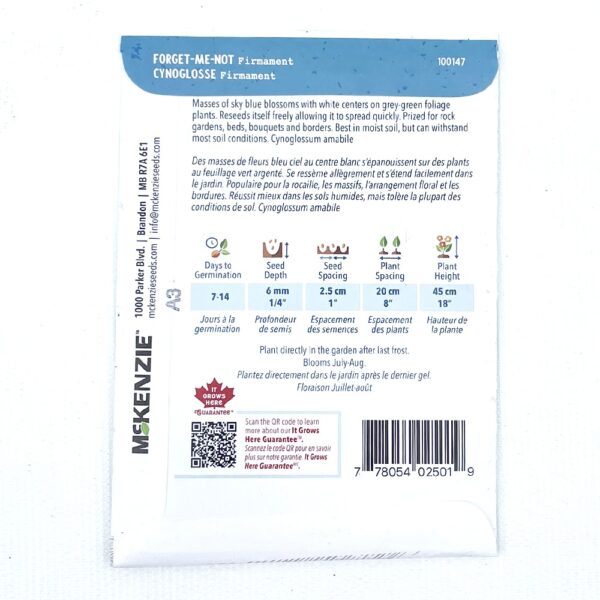 FORGET-ME-NOT Firmament
100147
CYNOGLOSSE Firmament
Masses of sky blue blossoms with white centers on grey-green foliage
plants. Reseeds itself freely allowing it to spread quickly. Prized for rock
gardens, beds, bouquets and borders. Best in moist soil, but can withstand
most soil conditions. Cynoglossum amabile
Des masses de fleurs bleu ciel au centre blanc s'épanouissent sur des plants
au feuillage vert argenté. Se ressème allègrement et s'étend facilement dans
le jardin. Populaire pour la rocaille, les massifs, l'arrangement floral et les
bordures. Réussit mieux dans les sols humides, mais tolère la plupart des
conditions de sol. Cynoglossum amabile
Days to Germination
Seed Depth
Seed Spacing
Plant Spacing
Plant Height
7-14
6 mm 1/4"
2.5 cm 1"
20 cm 8"
45 cm 18"
Jours à la germination
Profondeur de semis
Espacement des semences
Espacement des plants
Hauteur de la plante
Plant directly in the garden after last frost.
Blooms July-Aug.
Plantez directement dans le jardin après le dernier gel.
Floraison Juillet-août
IT
GROWS
HERE
GUARANTEE™
Scan the QR code to learn
more about our It Grows
Here Guarantee™.
Scannez le code QR pour en savoir
plus sur notre garantie It Grows
Here Guarantee™.
7 78054 02501 9
McKENZIE™
1000 Parker Blvd. | Brandon | MB R7A 6E1
mckenzieseeds.com | info@mckenzieseeds.com
A3